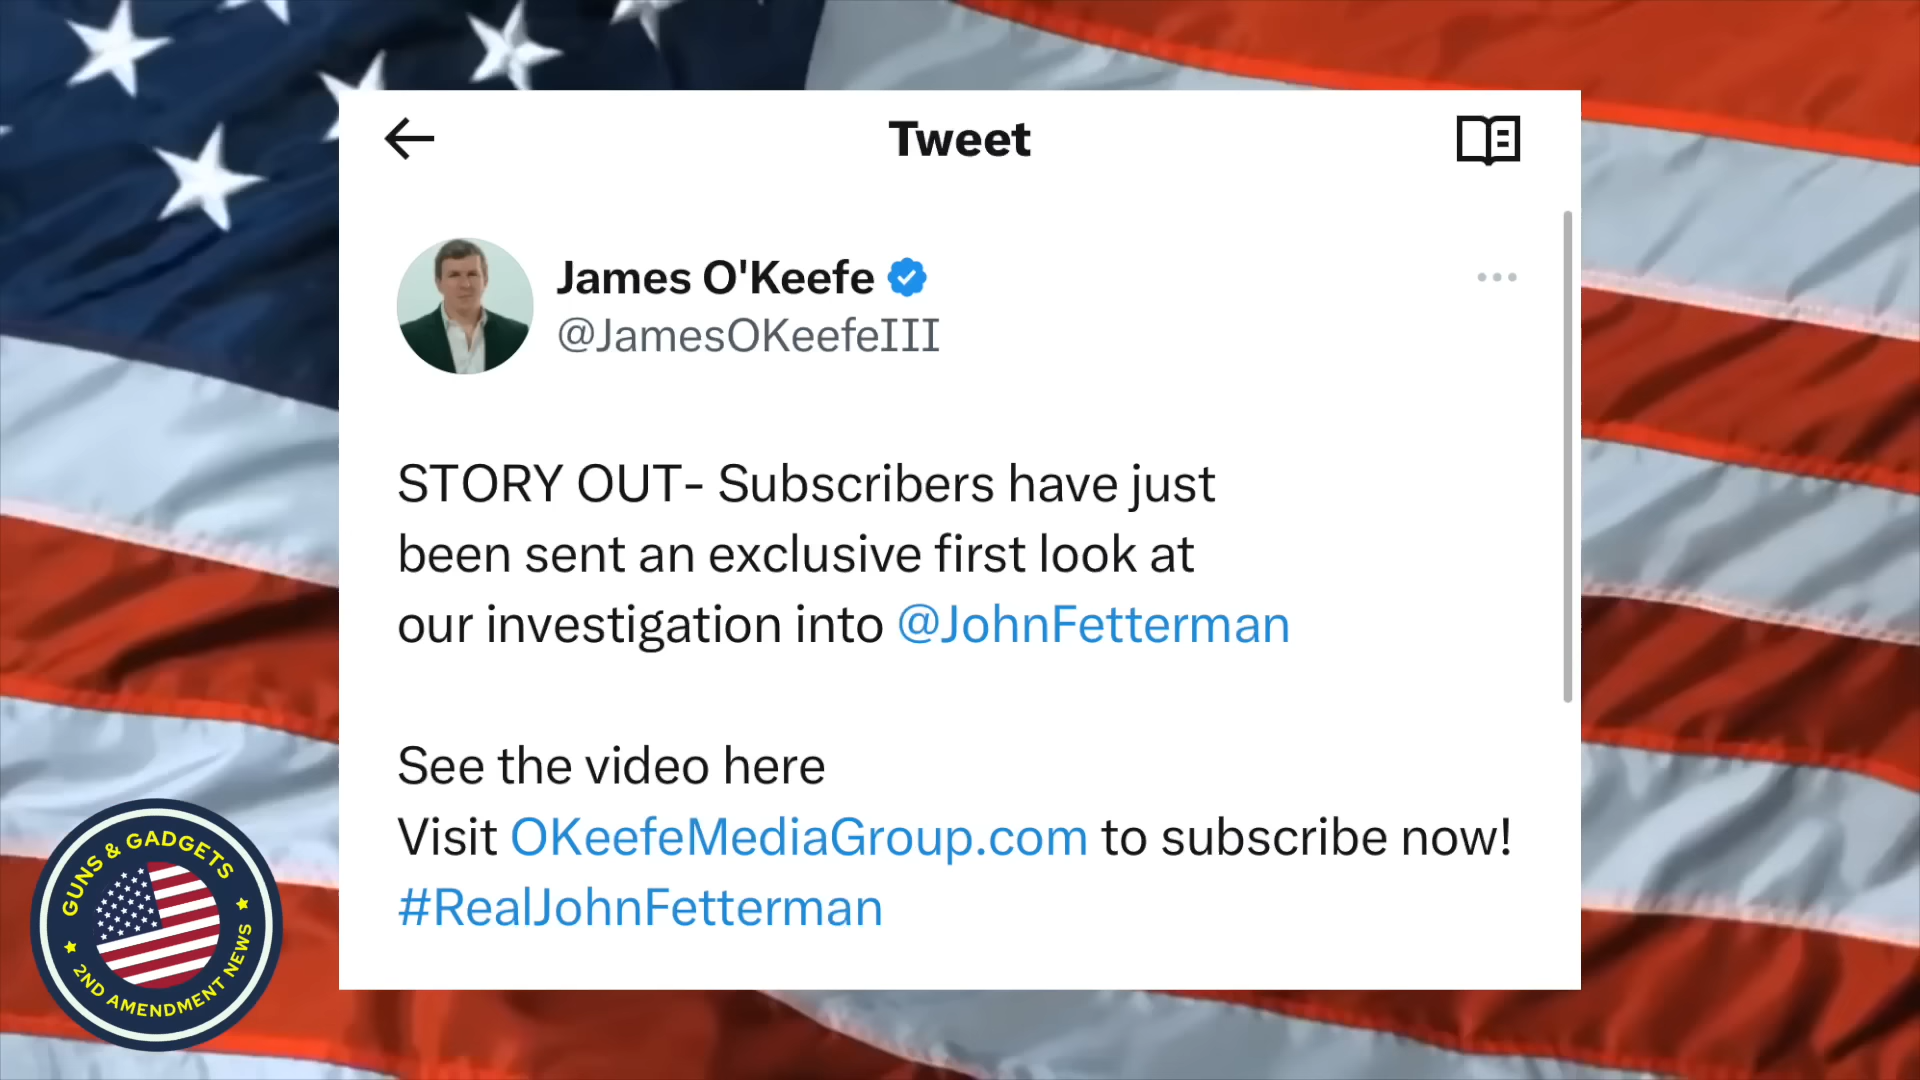 Tweet
James O'Keefe
@JamesOKeefeIII
STORY OUT- Subscribers have just
been sent an exclusive first look at
our investigation into @JohnFetterman
See the video here
Visit OKeefeMediaGroup.com to subscribe now!
#RealJohnFetterman
GUNS & GADGETS
2ND AMENDMENT NEWS